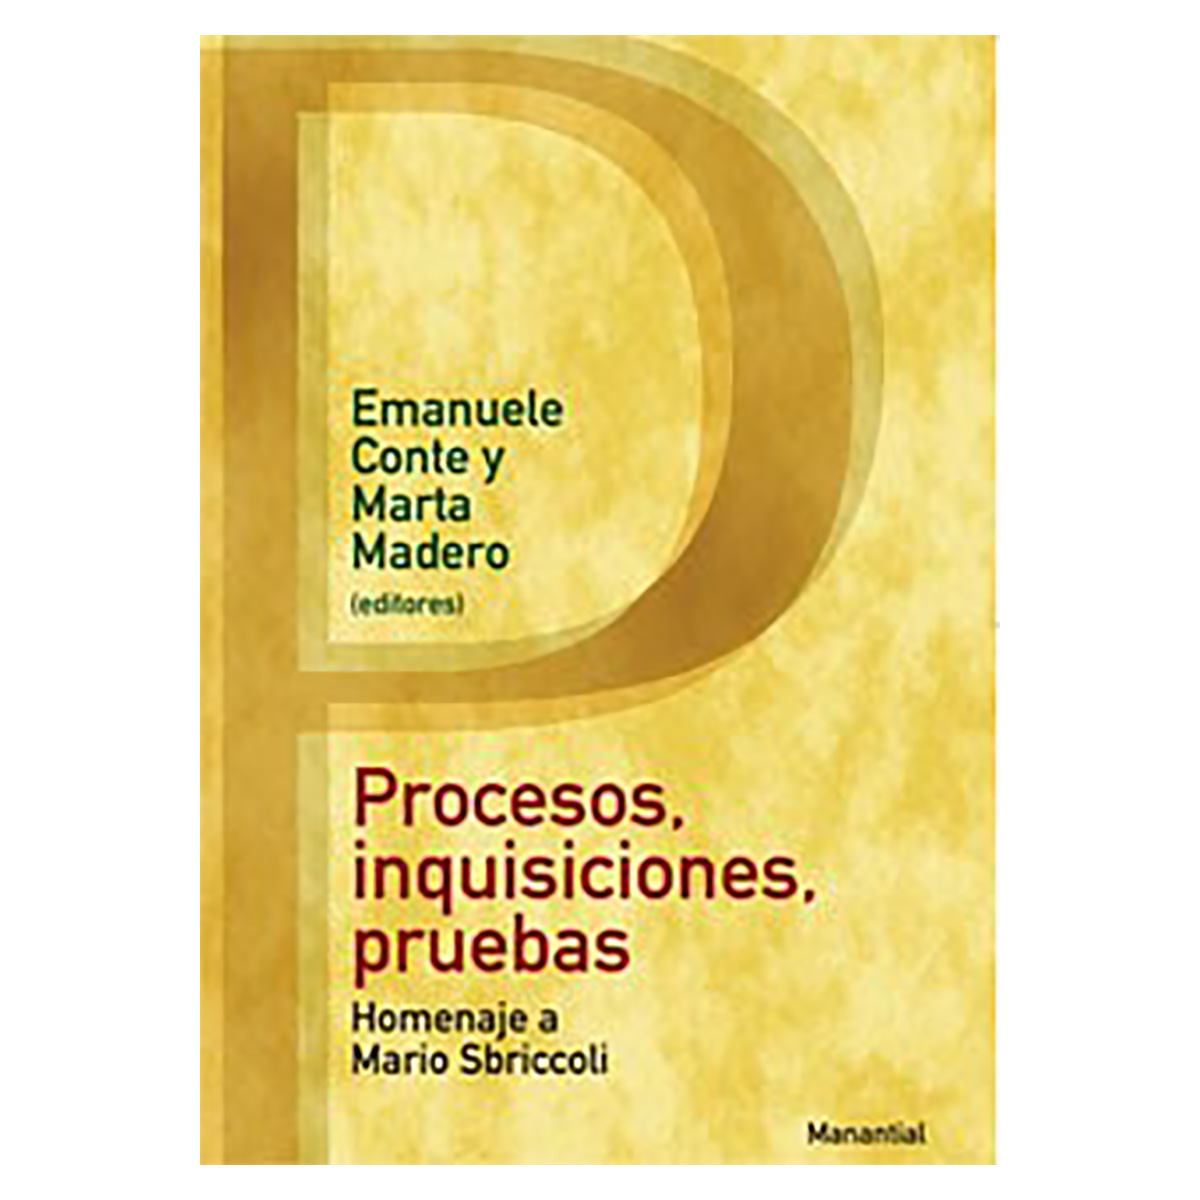 P
Emanuele
Conte y
Marta
Madero
(editores)
Procesos,
inquisiciones,
pruebas
Homenaje a
Mario Sbriccoli
Manantial